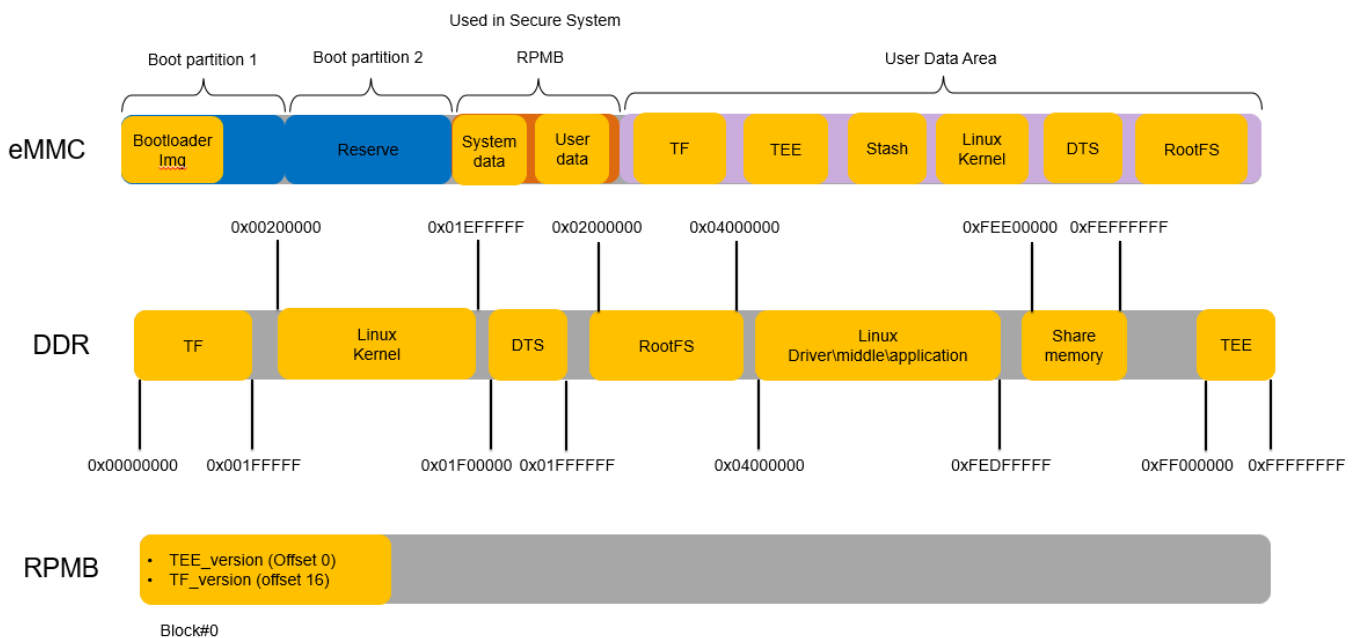 Used in Secure System
Boot partition 1
Boot partition 2
RPMB
User Data Area
eMMC
Bootloader
Img
Reserve
System
data
User
data
TF
TEE
Stash
Linux
Kernel
DTS
RootFS
0x00200000
0x01EFFFFF
0x02000000
0x04000000
0xFEE00000
0xFEFFFFFF
DDR
TF
Linux
Kernel
DTS
RootFS
Linux
Driver\middle\application
Share
memory
TEE
0x00000000
0x001FFFFF
0x01F00000
0x01FFFFFF
0x04000000
0xFEDFFFFF
0xFF000000
0xFFFFFFFF
RPMB
• TEE_version (Offset 0)
• TF_version (offset 16)
Block#0